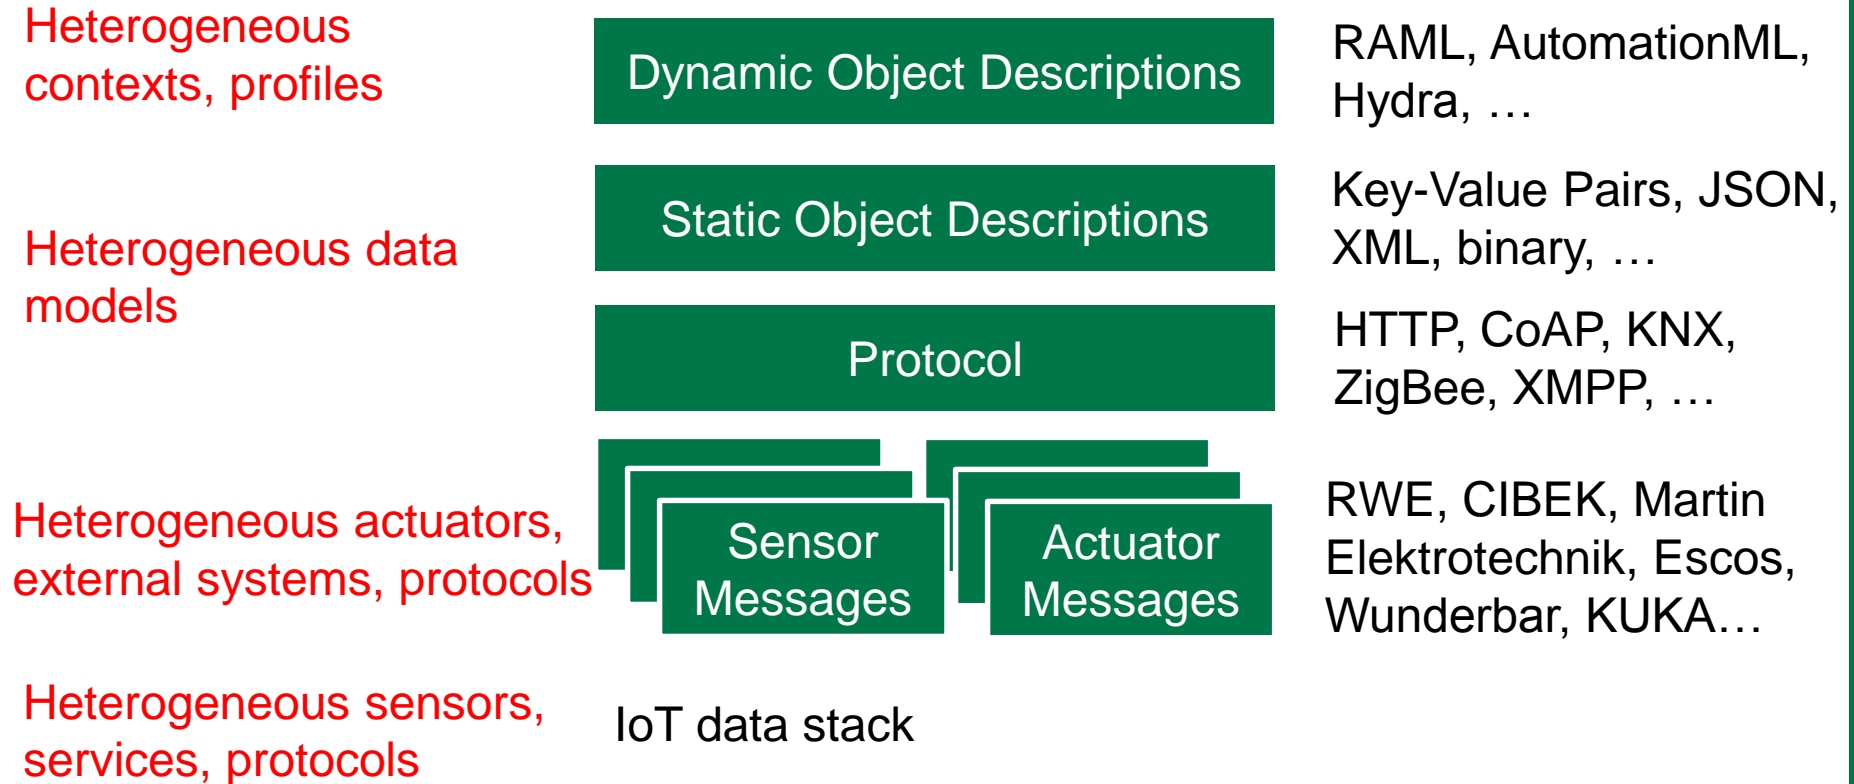 Heterogeneous
contexts, profiles
Dynamic Object Descriptions
RAML, AutomationML,
Hydra, …
Heterogeneous data
models
Static Object Descriptions
Key-Value Pairs, JSON,
XML, binary, …
Protocol
HTTP, CoAP, KNX,
ZigBee, XMPP, …
Heterogeneous actuators,
external systems, protocols
Sensor
Messages
Actuator
Messages
RWE, CIBEK, Martin
Elektrotechnik, Escos,
Wunderbar, KUKA…
Heterogeneous sensors,
services, protocols
IoT data stack